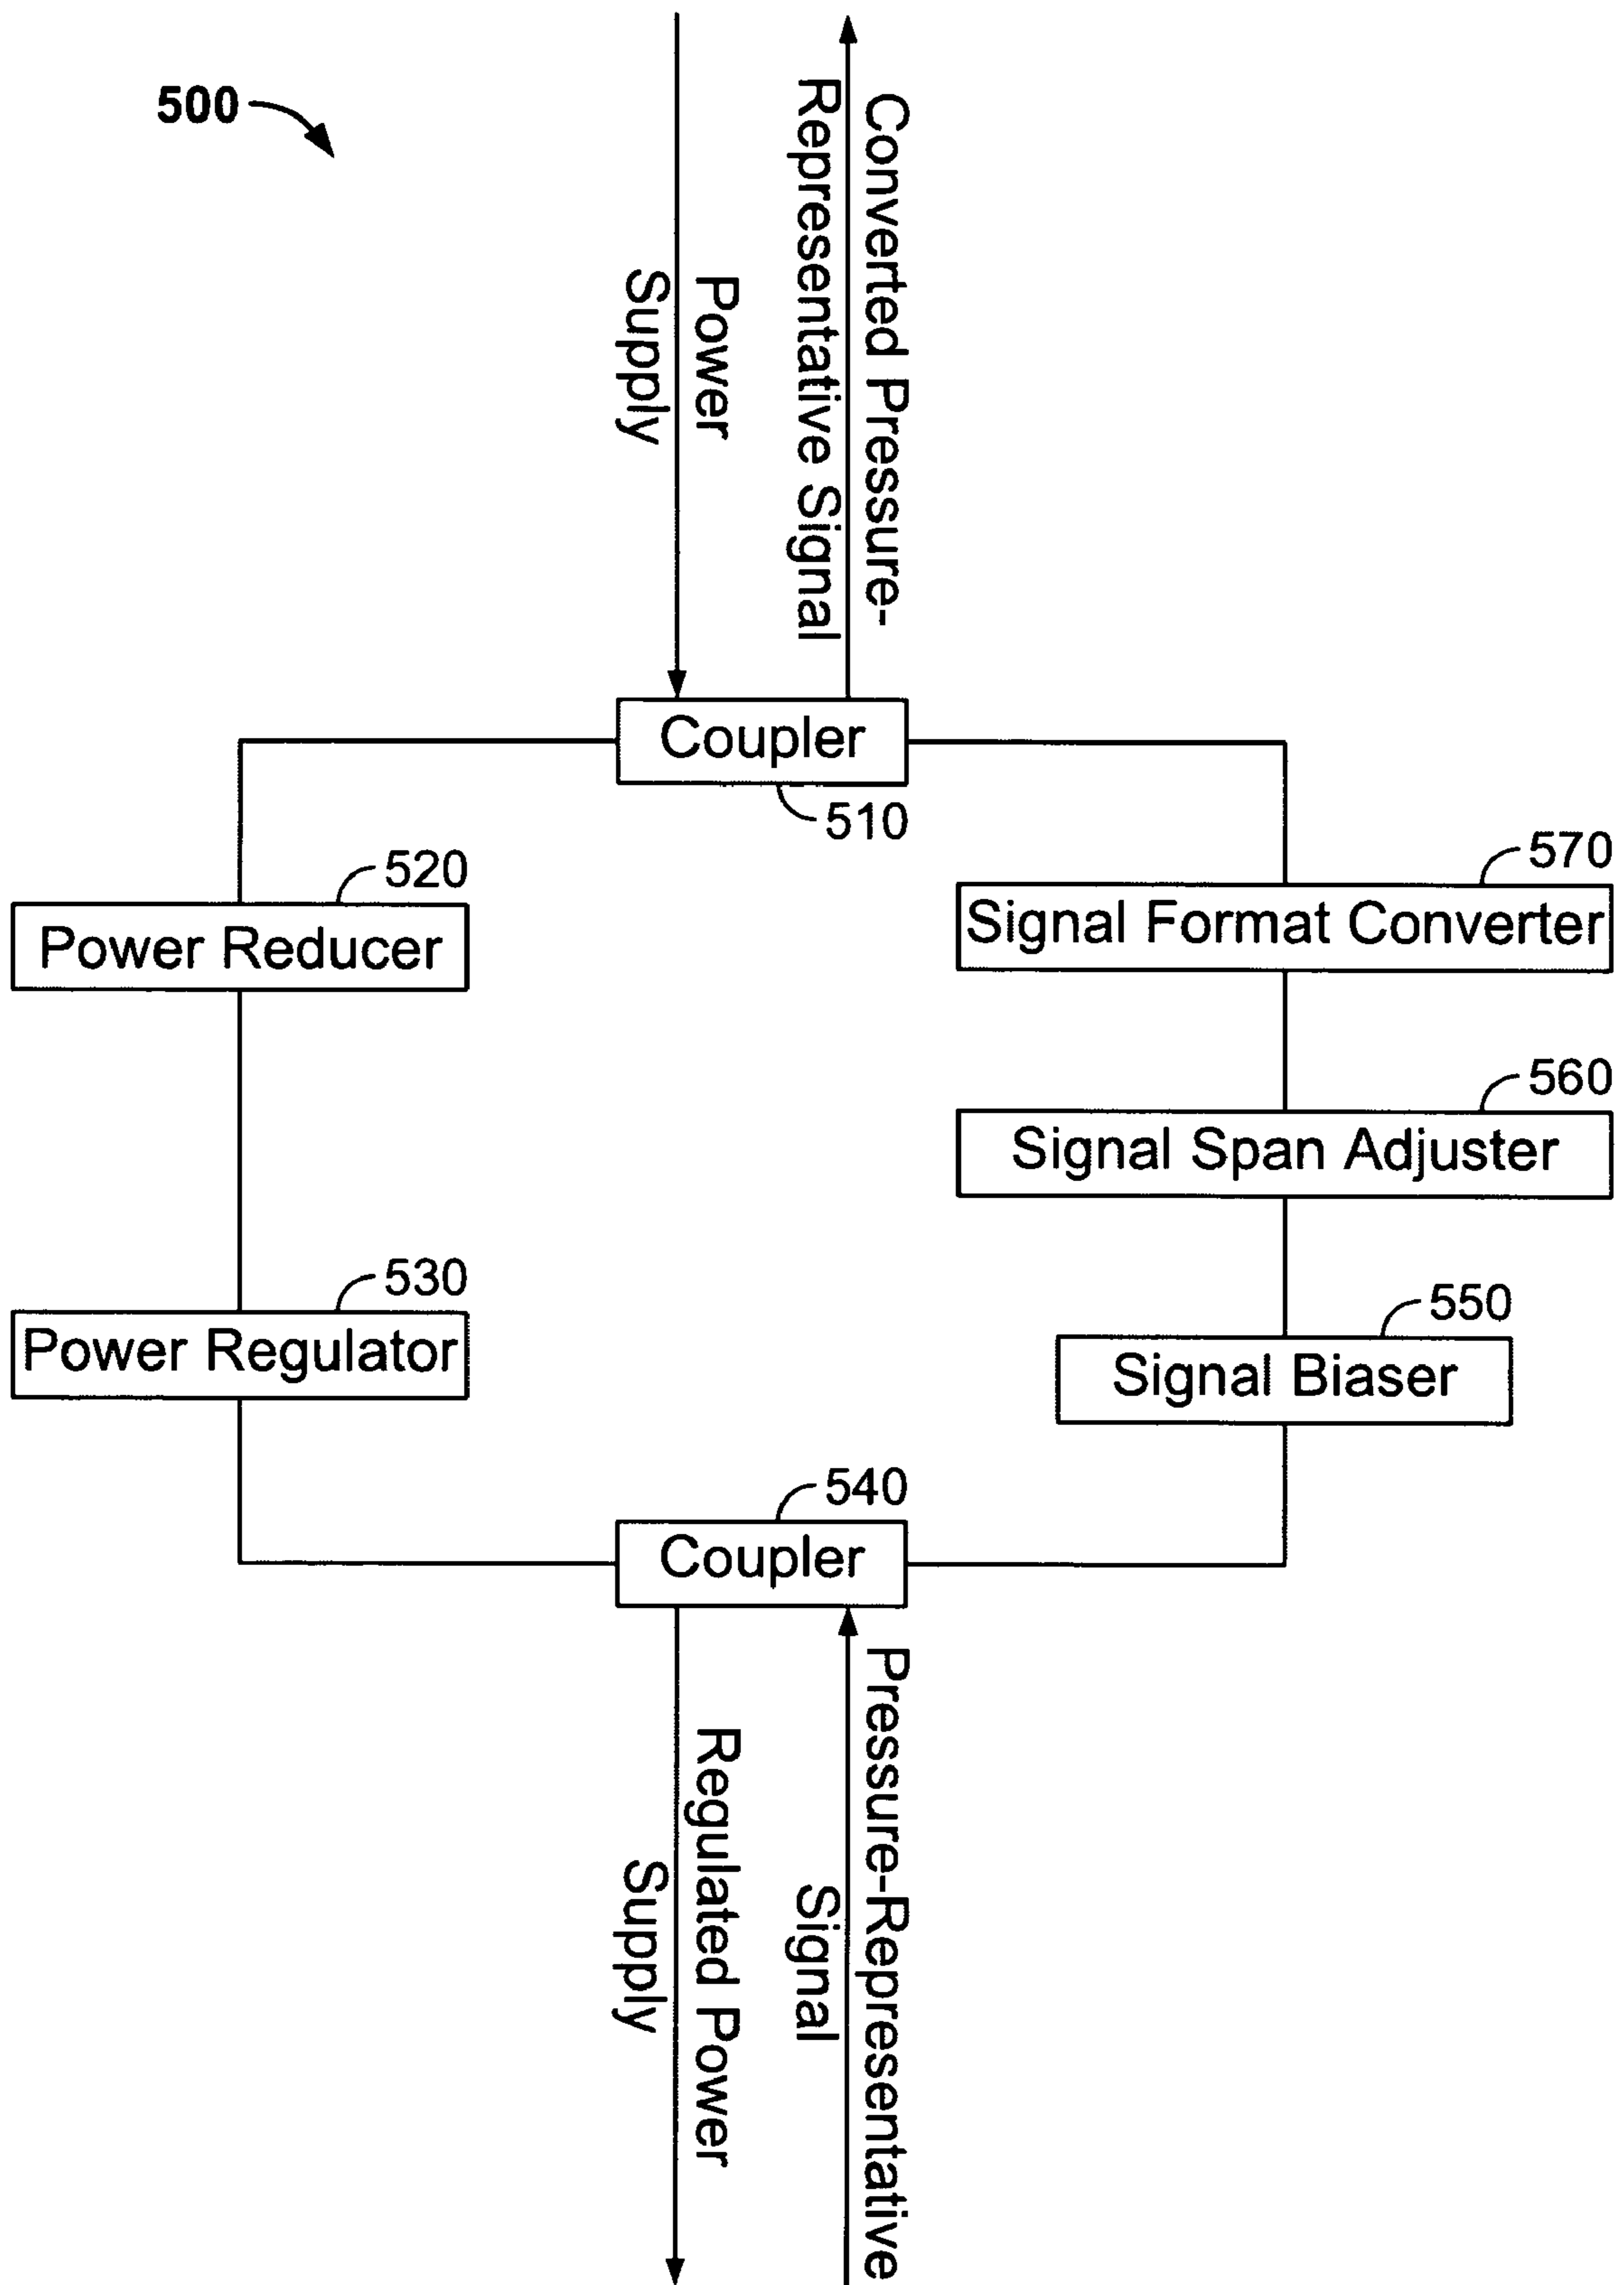 500
Converted Pressure-
Representative Signal
Power
Supply
Coupler
510
520
Power Reducer
570
Signal Format Converter
560
Signal Span Adjuster
530
Power Regulator
550
Signal Biaser
540
Coupler
Regulated Power
Supply
Pressure-Representative
Signal